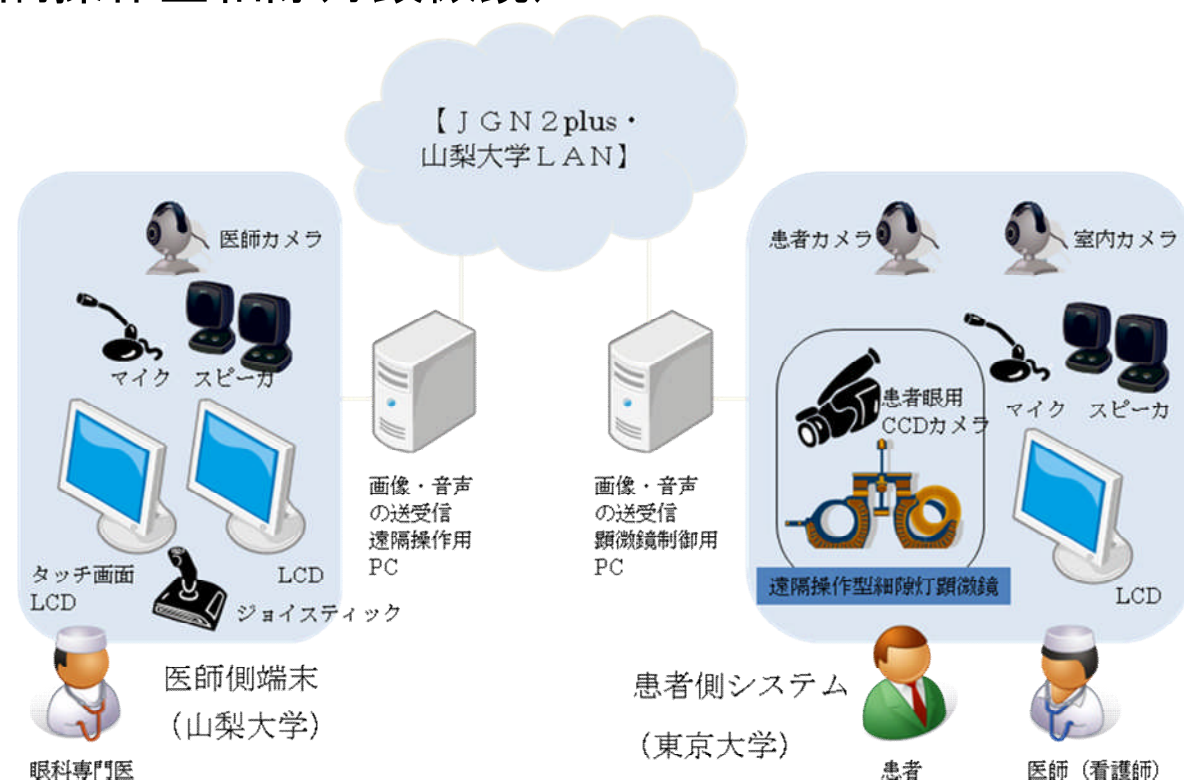 【ＪＧＮ２plus・
山梨大学ＬＡＮ】
医師カメラ
マイク
スピーカ
タッチ画面
LCD
LCD
ジョイスティック
画像・音声
の送受信
遠隔操作用
PC
画像・音声
の送受信
顕微鏡制御用
PC
患者カメラ
室内カメラ
患者眼用
CCDカメラ
マイク
スピーカ
遠隔操作型細隙灯顕微鏡
LCD
医師側端末
（山梨大学）
眼科専門医
患者側システム
（東京大学）
患者
医師（看護師）